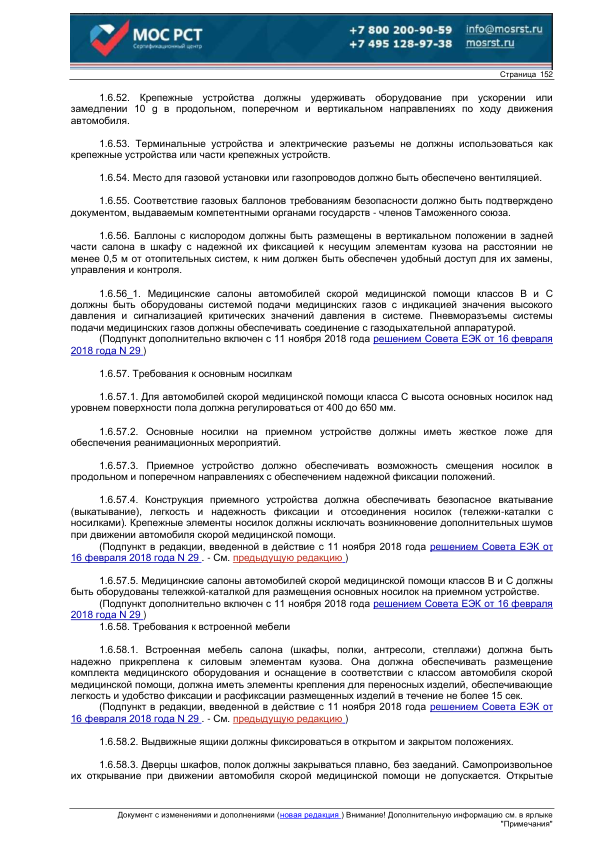 МОС РСТ
Сертификационный центр
+7 800 200-90-59 info@mosrst.ru
+7 495 128-97-38 mosrst.ru
Страница 152
1.6.52. Крепежные устройства должны удерживать оборудование при ускорении или
замедлении 10 g в продольном, поперечном и вертикальном направлениях по ходу движения
автомобиля.
1.6.53. Терминальные устройства и электрические разъемы не должны использоваться как
крепежные устройства или части крепежных устройств.
1.6.54. Место для газовой установки или газопроводов должно быть обеспечено вентиляцией.
1.6.55. Соответствие газовых баллонов требованиям безопасности должно быть подтверждено
документом, выдаваемым компетентными органами государств - членов Таможенного союза.
1.6.56. Баллоны с кислородом должны быть размещены в вертикальном положении в задней
части салона в шкафу с надежной их фиксацией к несущим элементам кузова на расстоянии не
менее 0,5 м от отопительных систем, к ним должен быть обеспечен удобный доступ для их замены,
управления и контроля.
1.6.56_1. Медицинские салоны автомобилей скорой медицинской помощи классов В и С
должны быть оборудованы системой подачи медицинских газов с индикацией значения высокого
давления и сигнализацией критических значений давления в системе. Пневморазъемы системы
подачи медицинских газов должны обеспечивать соединение с газодыхательной аппаратурой.
(Подпункт дополнительно включен с 11 ноября 2018 года решением Совета ЕЭК от 16 февраля
2018 года N 29 )
1.6.57. Требования к основным носилкам
1.6.57.1. Для автомобилей скорой медицинской помощи класса С высота основных носилок над
уровнем поверхности пола должна регулироваться от 400 до 650 мм.
1.6.57.2. Основные носилки на приемном устройстве должны иметь жесткое ложе для
обеспечения реанимационных мероприятий.
1.6.57.3. Приемное устройство должно обеспечивать возможность смещения носилок в
продольном и поперечном направлениях с обеспечением надежной фиксации положений.
1.6.57.4. Конструкция приемного устройства должна обеспечивать безопасное вкатывание
(выкатывание), легкость и надежность фиксации и отсоединения носилок (тележки-каталки с
носилками). Крепежные элементы носилок должны исключать возникновение дополнительных шумов
при движении автомобиля скорой медицинской помощи.
(Подпункт в редакции, введенной в действие с 11 ноября 2018 года решением Совета ЕЭК от
16 февраля 2018 года N 29 . - См. предыдущую редакцию )
1.6.57.5. Медицинские салоны автомобилей скорой медицинской помощи классов В и С должны
быть оборудованы тележкой-каталкой для размещения основных носилок на приемном устройстве.
(Подпункт дополнительно включен с 11 ноября 2018 года решением Совета ЕЭК от 16 февраля
2018 года N 29 )
1.6.58. Требования к встроенной мебели
1.6.58.1. Встроенная мебель салона (шкафы, полки, антресоли, стеллажи) должна быть
надежно прикреплена к силовым элементам кузова. Она должна обеспечивать размещение
комплекта медицинского оборудования и оснащение в соответствии с классом автомобиля скорой
медицинской помощи, должна иметь элементы крепления для переносных изделий, обеспечивающие
легкость и удобство фиксации и расфиксации размещенных изделий в течение не более 15 сек.
(Подпункт в редакции, введенной в действие с 11 ноября 2018 года решением Совета ЕЭК от
16 февраля 2018 года N 29 . - См. предыдущую редакцию )
1.6.58.2. Выдвижные ящики должны фиксироваться в открытом и закрытом положениях.
1.6.58.3. Дверцы шкафов, полок должны закрываться плавно, без заеданий. Самопроизвольное
их открывание при движении автомобиля скорой медицинской помощи не допускается. Открытые
Документ с изменениями и дополнениями (новая редакция ) Внимание! Дополнительную информацию см. в ярлыке
"Примечания"